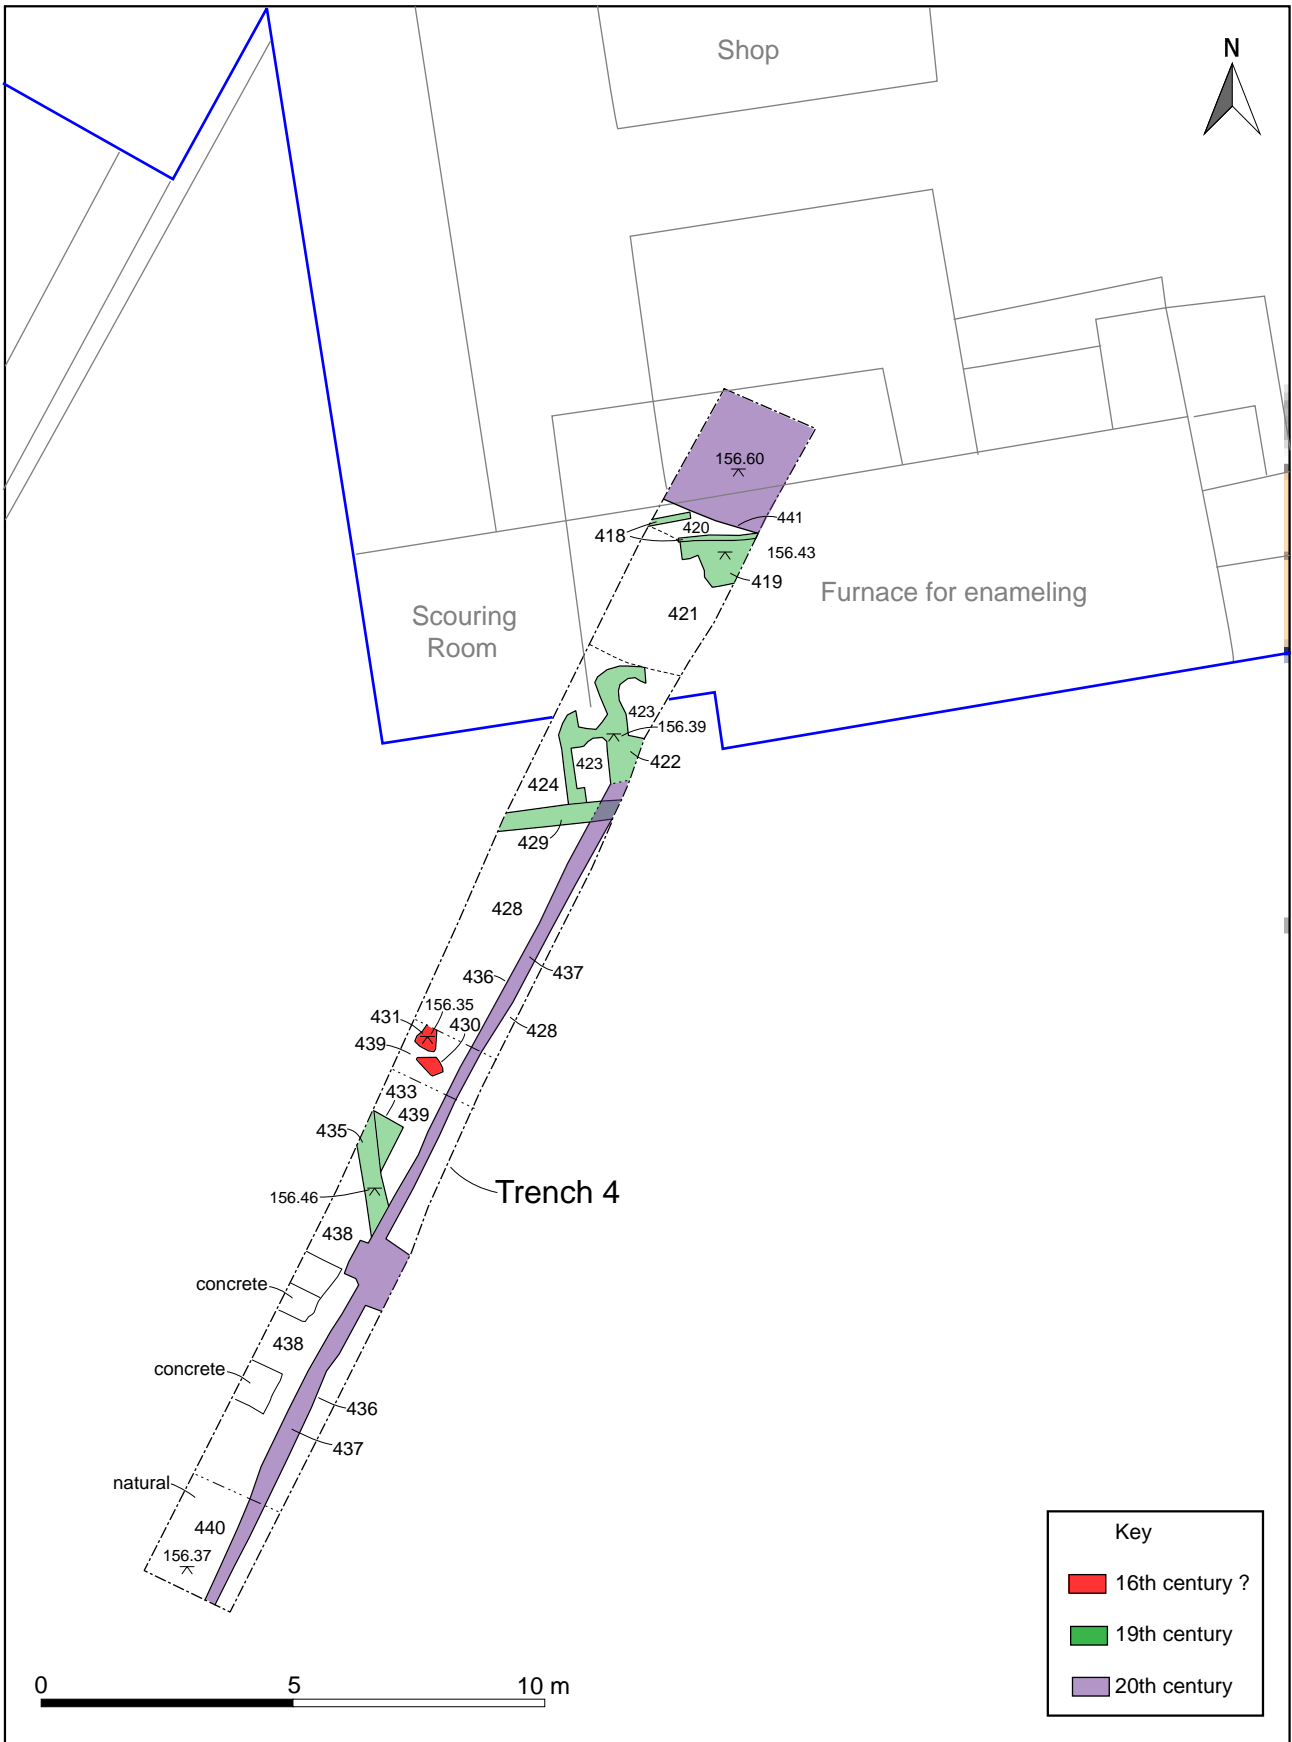 Shop
N
156.60
441
418
420
156.43
419
Furnace for enameling
421
Scouring
Room
423
156.39
422
423
424
429
428
436
437
156.35
431
430
428
439
433
439
435
Trench 4
156.46
438
concrete
438
concrete
436
437
natural
440
156.37
Key
16th century ?
19th century
20th century
0
5
10 m